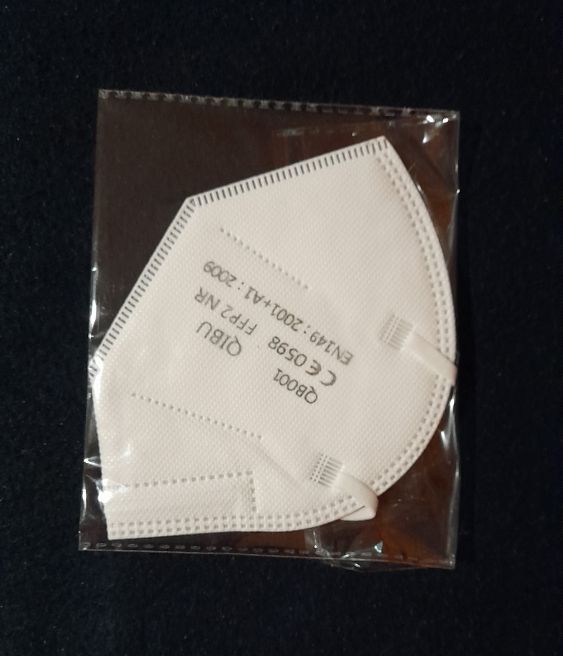 QB001 QIBU
CE 0598 FFP2 NR
EN149 : 2001+A1 : 2009